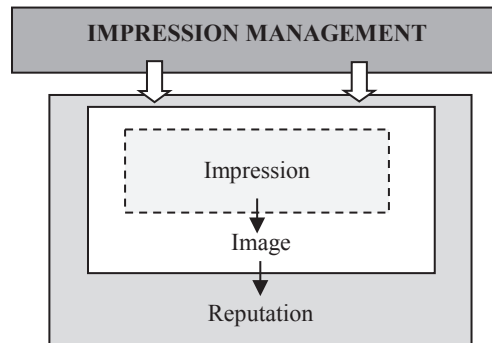 IMPRESSION MANAGEMENT
Impression
Image
Reputation